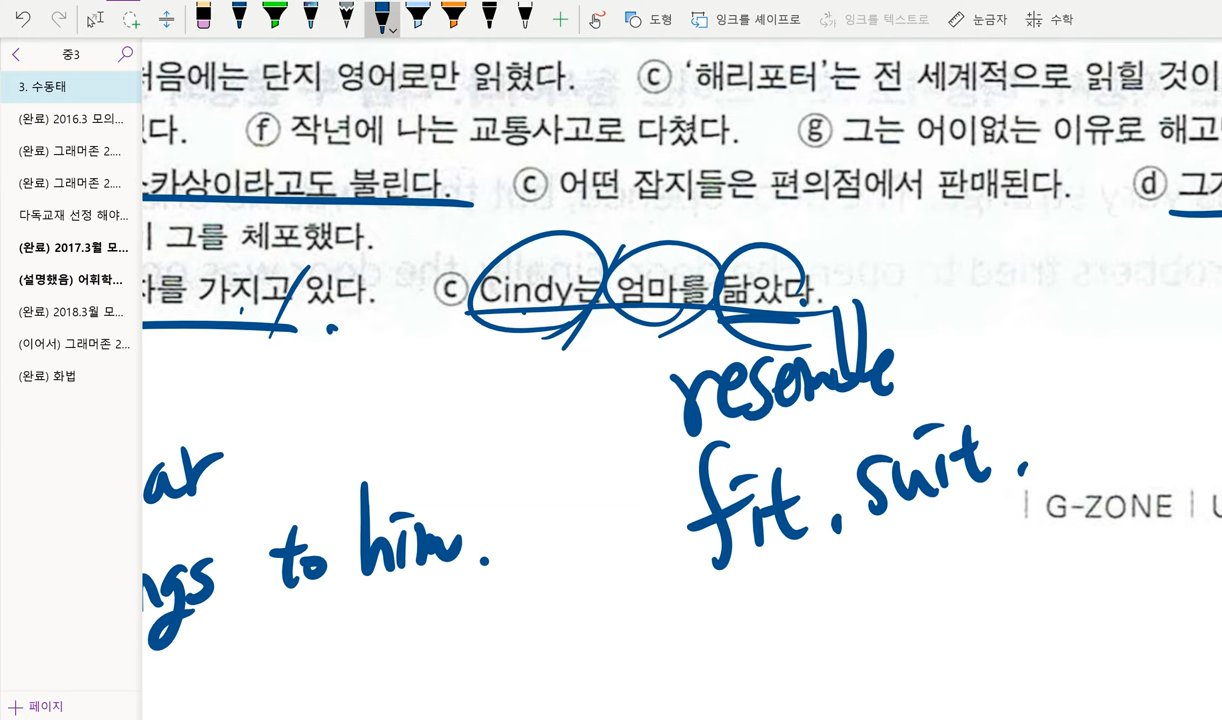 도형 잉크를 셰이프로 잉크를 텍스트로 눈금자 수학
중3
3. 수동태
(완료) 2016.3 모의...
(완료) 그래머존 2....
(완료) 그래머존 2....
다독교재 선정 해야...
(완료) 2017.3월 모...
(설명했음) 어휘학...
(완료) 2018.3월 모...
(이어서) 그래머존 2...
(완료) 화법
페이지
처음에는 단지 영어로만 읽혔다. ⓒ ‘해리포터’는 전 세계적으로 읽힐 것이
있다. ⓕ 작년에 나는 교통사고로 다쳤다. ⓖ 그는 어이없는 이유로 해고
스카상이라고도 불린다. ⓒ 어떤 잡지들은 편의점에서 판매된다. ⓓ 그가
이 그를 체포했다.
차를 가지고 있다. ⓒ Cindy는 엄마를 닮았다.
resemble
fit, suit.
ar
ngs to him.
| G-ZONE | U